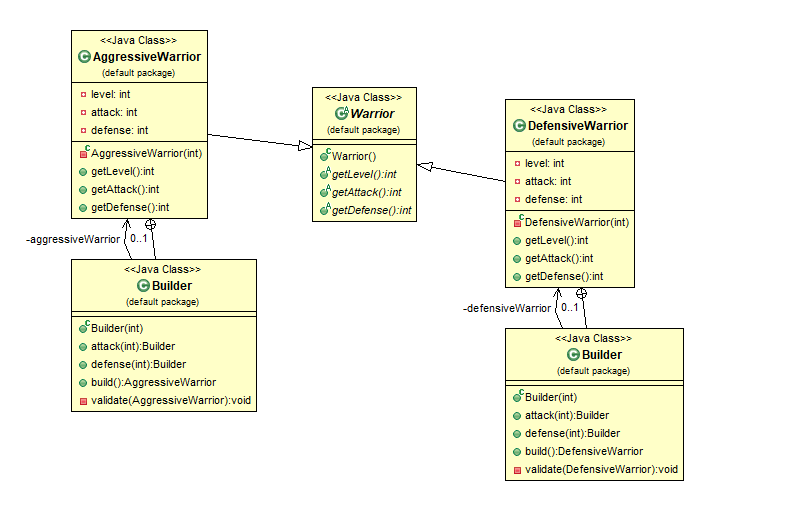 <<Java Class>>
AggressiveWarrior
(default package)
level: int
attack: int
defense: int
AggressiveWarrior(int)
getLevel():int
getAttack():int
getDefense():int
-aggressiveWarrior
0..1
<<Java Class>>
Builder
(default package)
Builder(int)
attack(int):Builder
defense(int):Builder
build():AggressiveWarrior
validate(AggressiveWarrior):void
<<Java Class>>
Warrior
(default package)
Warrior()
getLevel():int
getAttack():int
getDefense():int
<<Java Class>>
DefensiveWarrior
(default package)
level: int
attack: int
defense: int
DefensiveWarrior(int)
getLevel():int
getAttack():int
getDefense():int
-defensiveWarrior
0..1
<<Java Class>>
Builder
(default package)
Builder(int)
attack(int):Builder
defense(int):Builder
build():DefensiveWarrior
validate(DefensiveWarrior):void